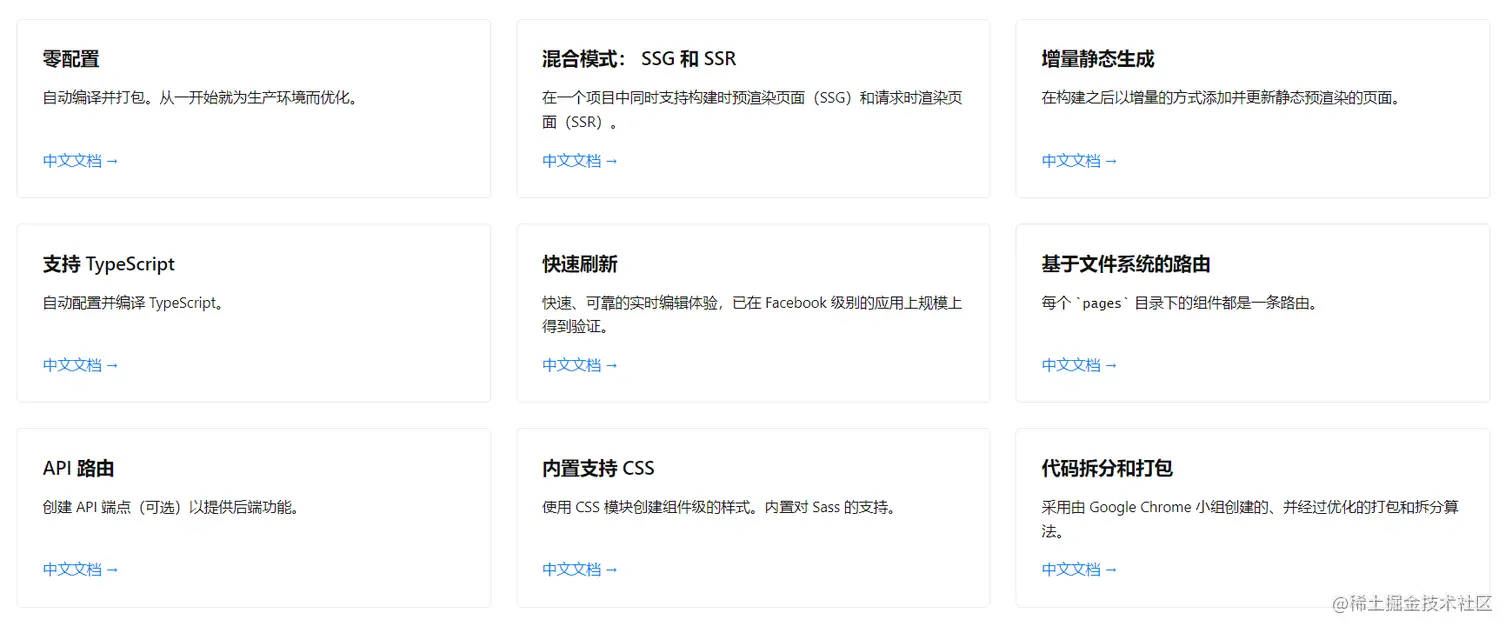 零配置
自动编译并打包。从一开始就为生产环境而优化。
中文文档 →
混合模式： SSG 和 SSR
在一个项目中同时支持构建时预渲染页面（SSG）和请求时渲染页
面（SSR）。
中文文档 →
增量静态生成
在构建之后以增量的方式添加并更新静态预渲染的页面。
中文文档 →
支持 TypeScript
自动配置并编译 TypeScript。
中文文档 →
快速刷新
快速、可靠的实时编辑体验，已在 Facebook 级别的应用上规模上
得到验证。
中文文档 →
基于文件系统的路由
每个 `pages` 目录下的组件都是一条路由。
中文文档 →
API 路由
创建 API 端点（可选）以提供后端功能。
中文文档 →
内置支持 CSS
使用 CSS 模块创建组件级的样式。内置对 Sass 的支持。
中文文档 →
代码拆分和打包
采用由 Google Chrome 小组创建的、并经过优化的打包和拆分算
法。
中文文档 →
@稀土掘金技术社区